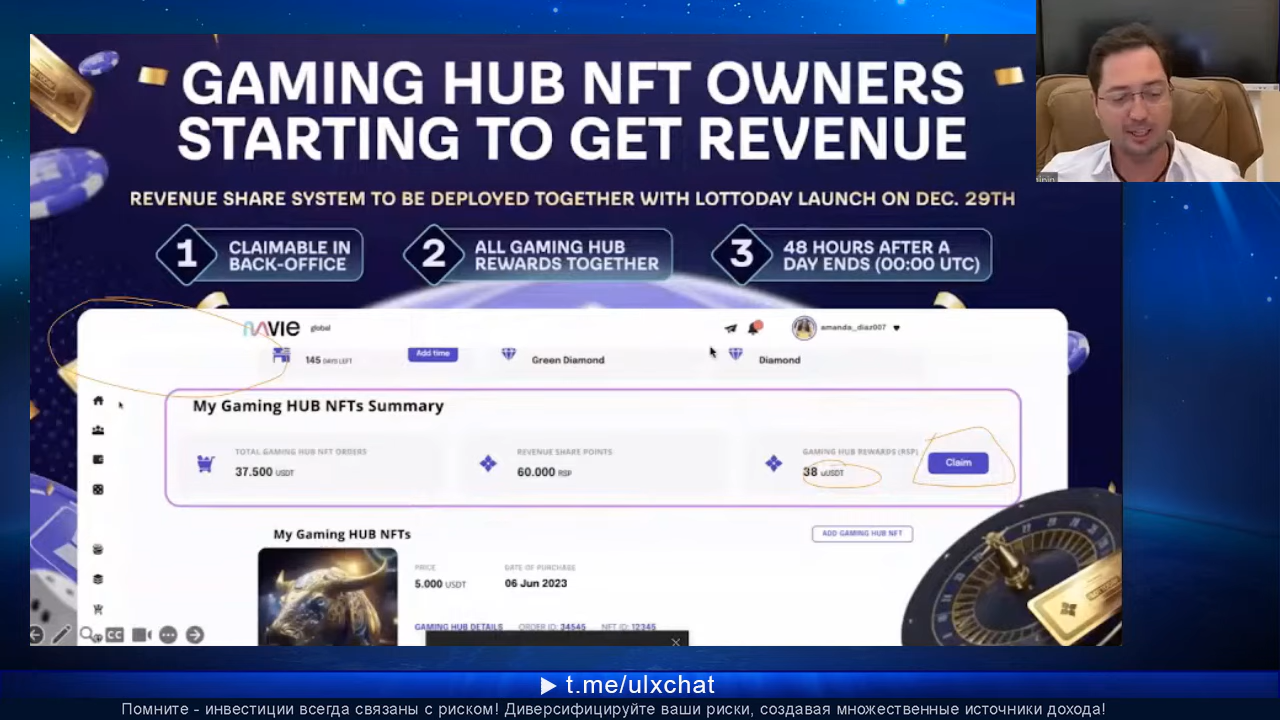 GAMING HUB NFT OWNERS
STARTING TO GET REVENUE
REVENUE SHARE SYSTEM TO BE DEPLOYED TOGETHER WITH LOTTODAY LAUNCH ON DEC. 29TH
1 CLAIMABLE IN
BACK-OFFICE
2 ALL GAMING HUB
REWARDS TOGETHER
3 48 HOURS AFTER A
DAY ENDS (00:00 UTC)
MAVIE global
amanda_diaz007
145 DAYS LEFT
Add time
Green Diamond
Diamond
My Gaming HUB NFTs Summary
TOTAL GAMING HUB NFT ORDERS
37.500 USDT
REVENUE SHARE POINTS
60.000 RSP
GAMING HUB REWARDS (RSP)
38 uUSDT
Claim
My Gaming HUB NFTs
ADD GAMING HUB NFT
PRICE
5.000 USDT
DATE OF PURCHASE
06 Jun 2023
GAMING HUB DETAILS
ORDER ID: 34545
NFT ID: 12345
CC
t.me/ulxchat
Помните - инвестиции всегда связаны с риском! Диверсифицируйте ваши риски, создавая множественные источники дохода!